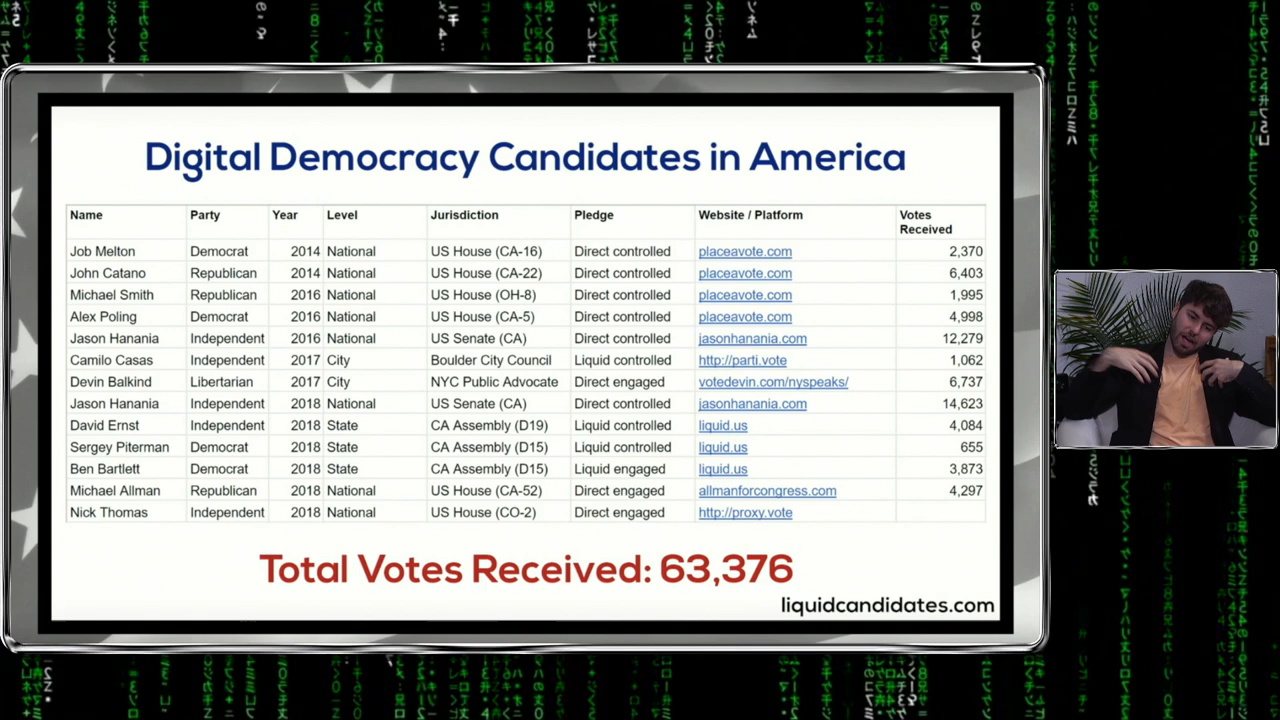 Digital Democracy Candidates in America
Name Party Year Level Jurisdiction Pledge Website / Platform Votes Received
Job Melton Democrat 2014 National US House (CA-16) Direct controlled placeavote.com 2,370
John Catano Republican 2014 National US House (CA-22) Direct controlled placeavote.com 6,403
Michael Smith Republican 2016 National US House (OH-8) Direct controlled placeavote.com 1,995
Alex Poling Democrat 2016 National US House (CA-5) Direct controlled placeavote.com 4,998
Jason Hanania Independent 2016 National US Senate (CA) Direct controlled jasonhanania.com 12,279
Camilo Casas Independent 2017 City Boulder City Council Liquid controlled http://parti.vote 1,062
Devin Balkind Libertarian 2017 City NYC Public Advocate Direct engaged votedevin.com/nyspeaks/ 6,737
Jason Hanania Independent 2018 National US Senate (CA) Direct controlled jasonhanania.com 14,623
David Ernst Independent 2018 State CA Assembly (D19) Liquid controlled liquid.us 4,084
Sergey Piterman Democrat 2018 State CA Assembly (D15) Liquid controlled liquid.us 655
Ben Bartlett Democrat 2018 State CA Assembly (D15) Liquid engaged liquid.us 3,873
Michael Allman Republican 2018 National US House (CA-52) Direct engaged allmanforcongress.com 4,297
Nick Thomas Independent 2018 National US House (CO-2) Direct engaged http://proxy.vote
Total Votes Received: 63,376
liquidcandidates.com